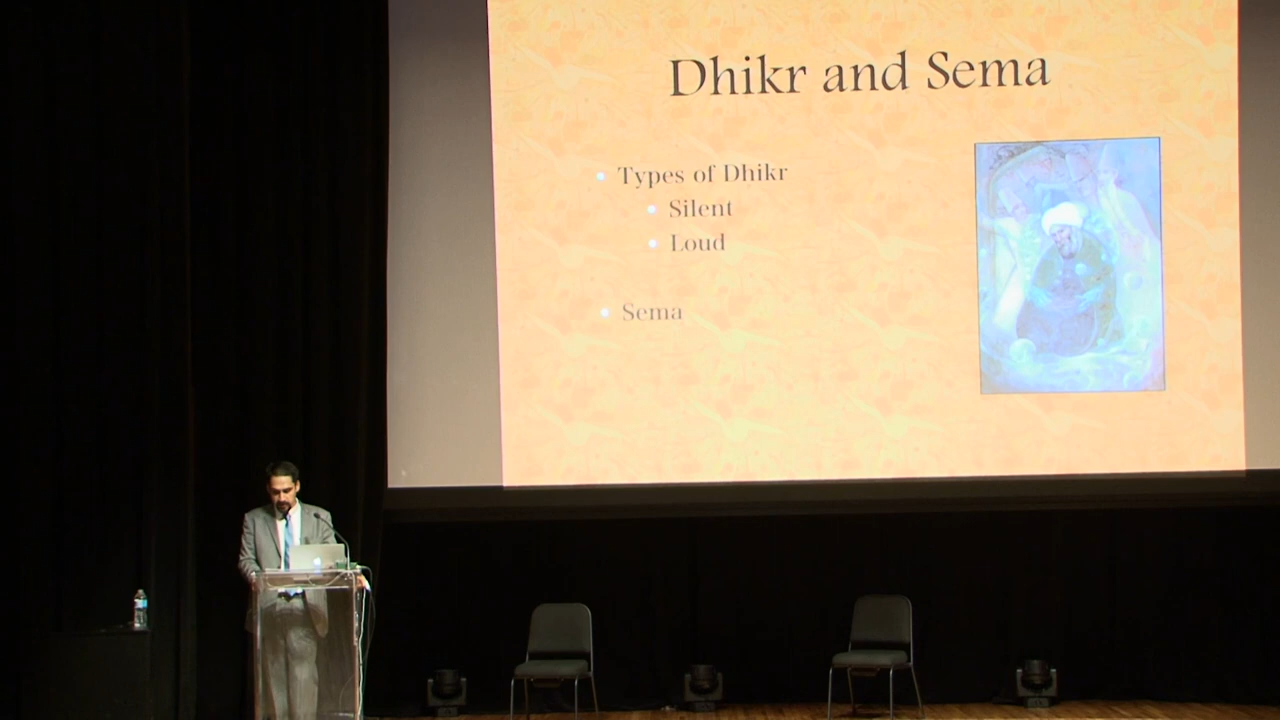 Dhikr and Sema
Types of Dhikr
Silent
Loud
Sema